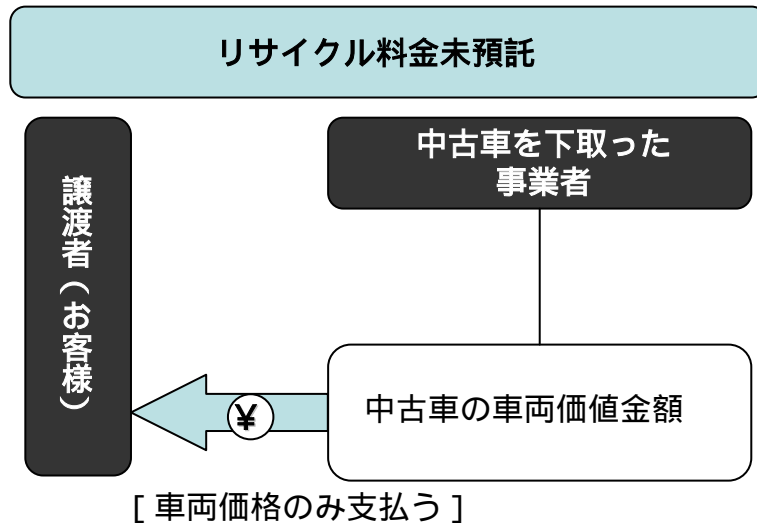 リサイクル料金未預託
譲渡者(お客様)
中古車を下取った
事業者
¥
中古車の車両価値金額
[ 車両価格のみ支払う ]